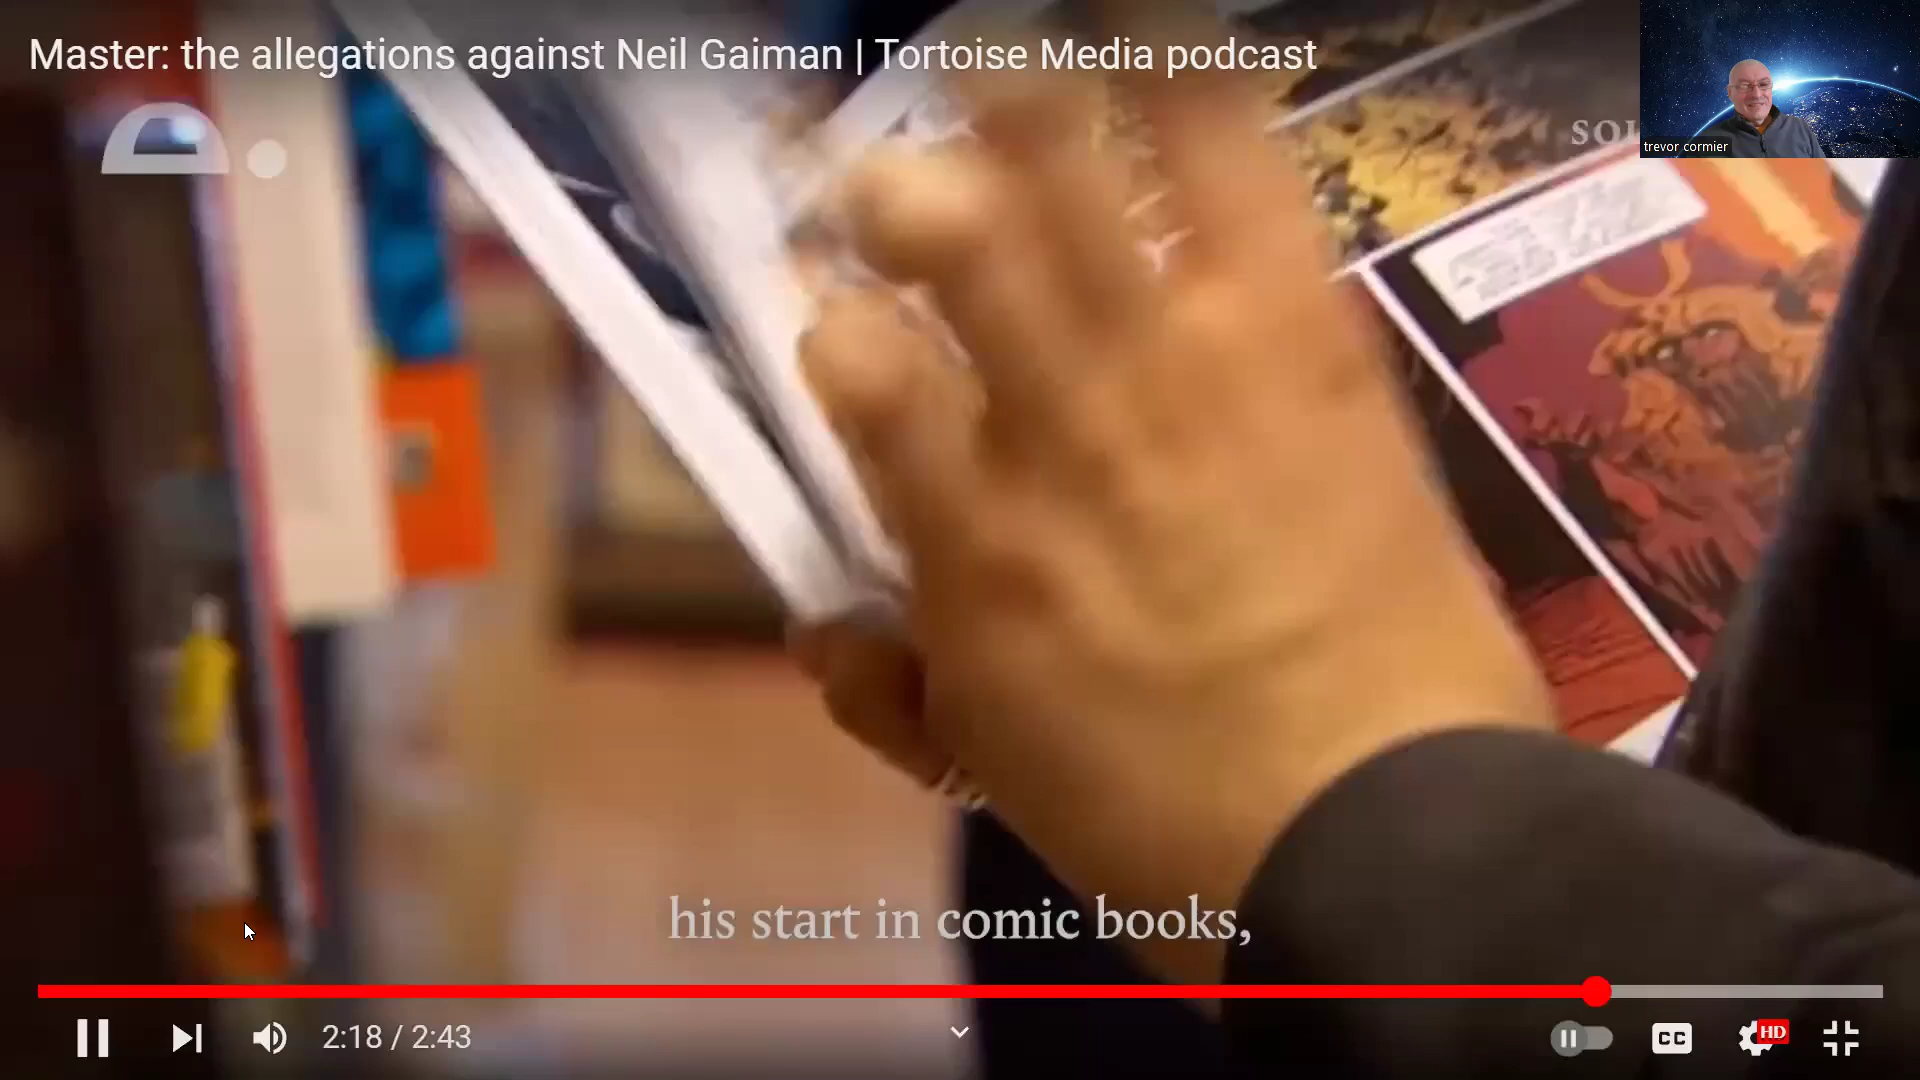 Master: the allegations against Neil Gaiman | Tortoise Media podcast
trevor cormier
his start in comic books,
2:18 / 2:43
CC
HD